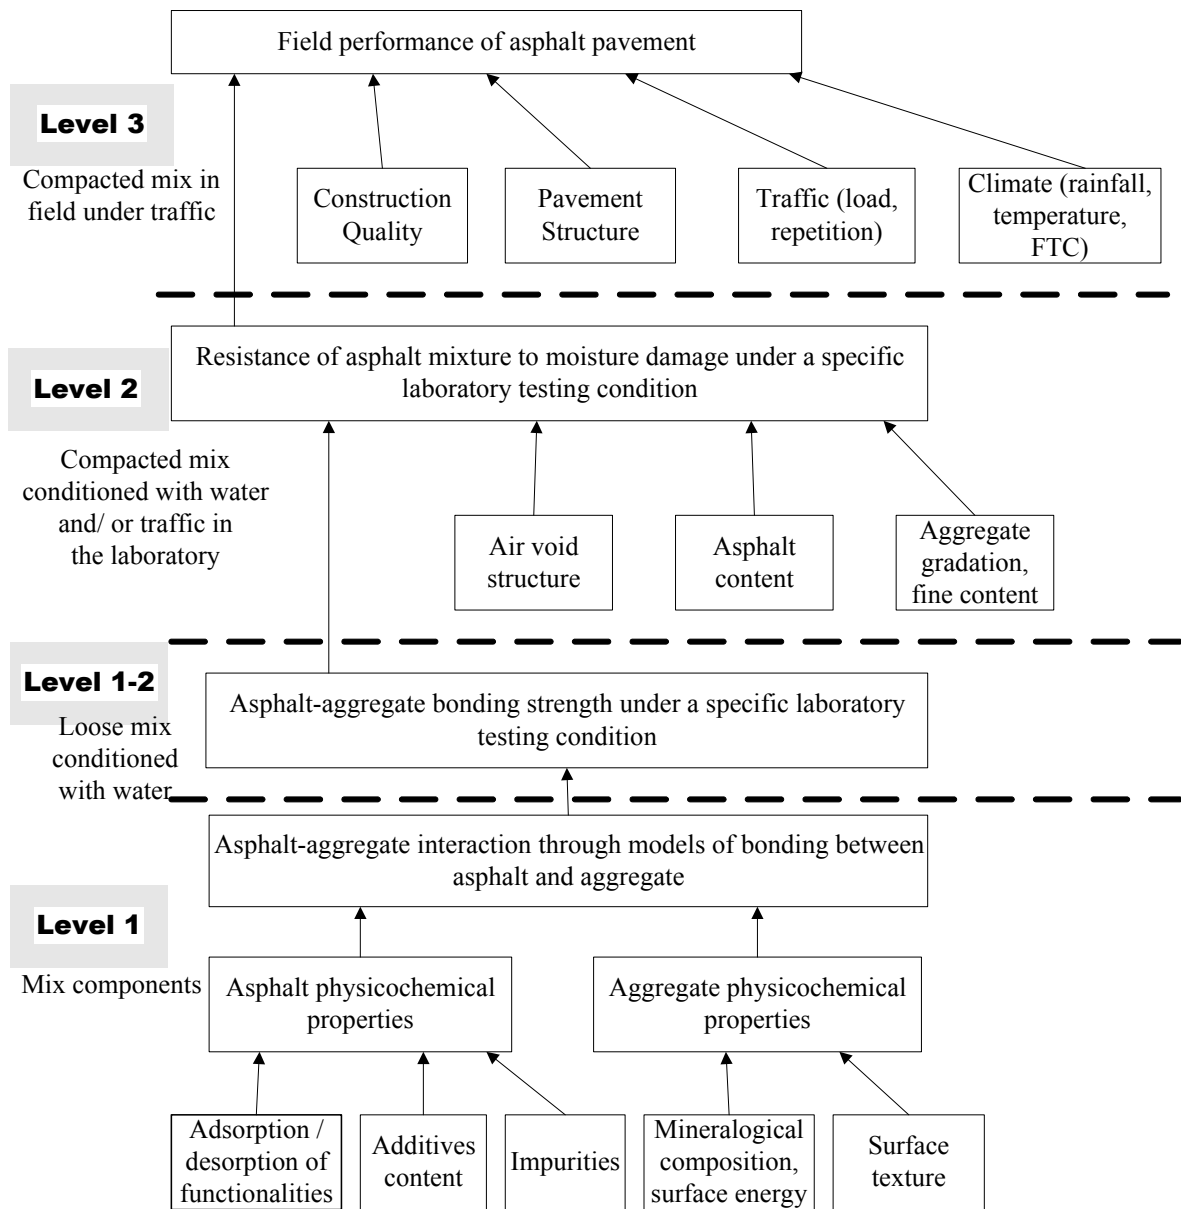 Field performance of asphalt pavement
Level 3
Compacted mix in
field under traffic
Construction
Quality
Pavement
Structure
Traffic (load,
repetition)
Climate (rainfall,
temperature,
FTC)
Resistance of asphalt mixture to moisture damage under a specific
laboratory testing condition
Level 2
Compacted mix
conditioned with water
and/ or traffic in
the laboratory
Air void
structure
Asphalt
content
Aggregate
gradation,
fine content
Level 1-2
Loose mix
conditioned
with water
Asphalt-aggregate bonding strength under a specific laboratory
testing condition
Asphalt-aggregate interaction through models of bonding between
asphalt and aggregate
Level 1
Mix components
Asphalt physicochemical
properties
Aggregate physicochemical
properties
Adsorption /
desorption of
functionalities
Additives
content
Impurities
Mineralogical
composition,
surface energy
Surface
texture